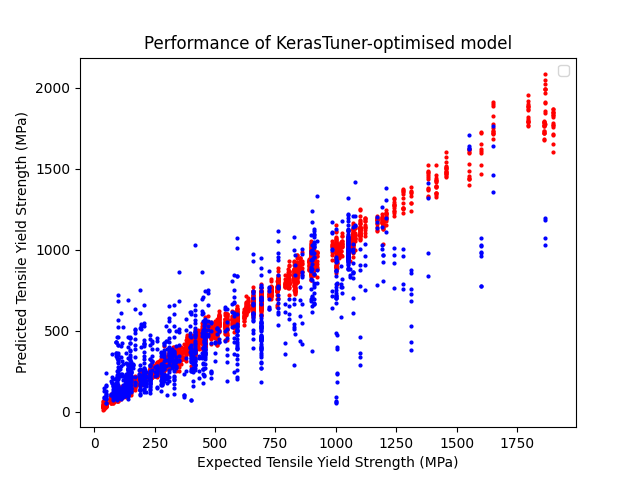 Performance of KerasTuner-optimised model
Predicted Tensile Yield Strength (MPa)
2000
1500
1000
500
0
0 250 500 750 1000 1250 1500 1750
Expected Tensile Yield Strength (MPa)